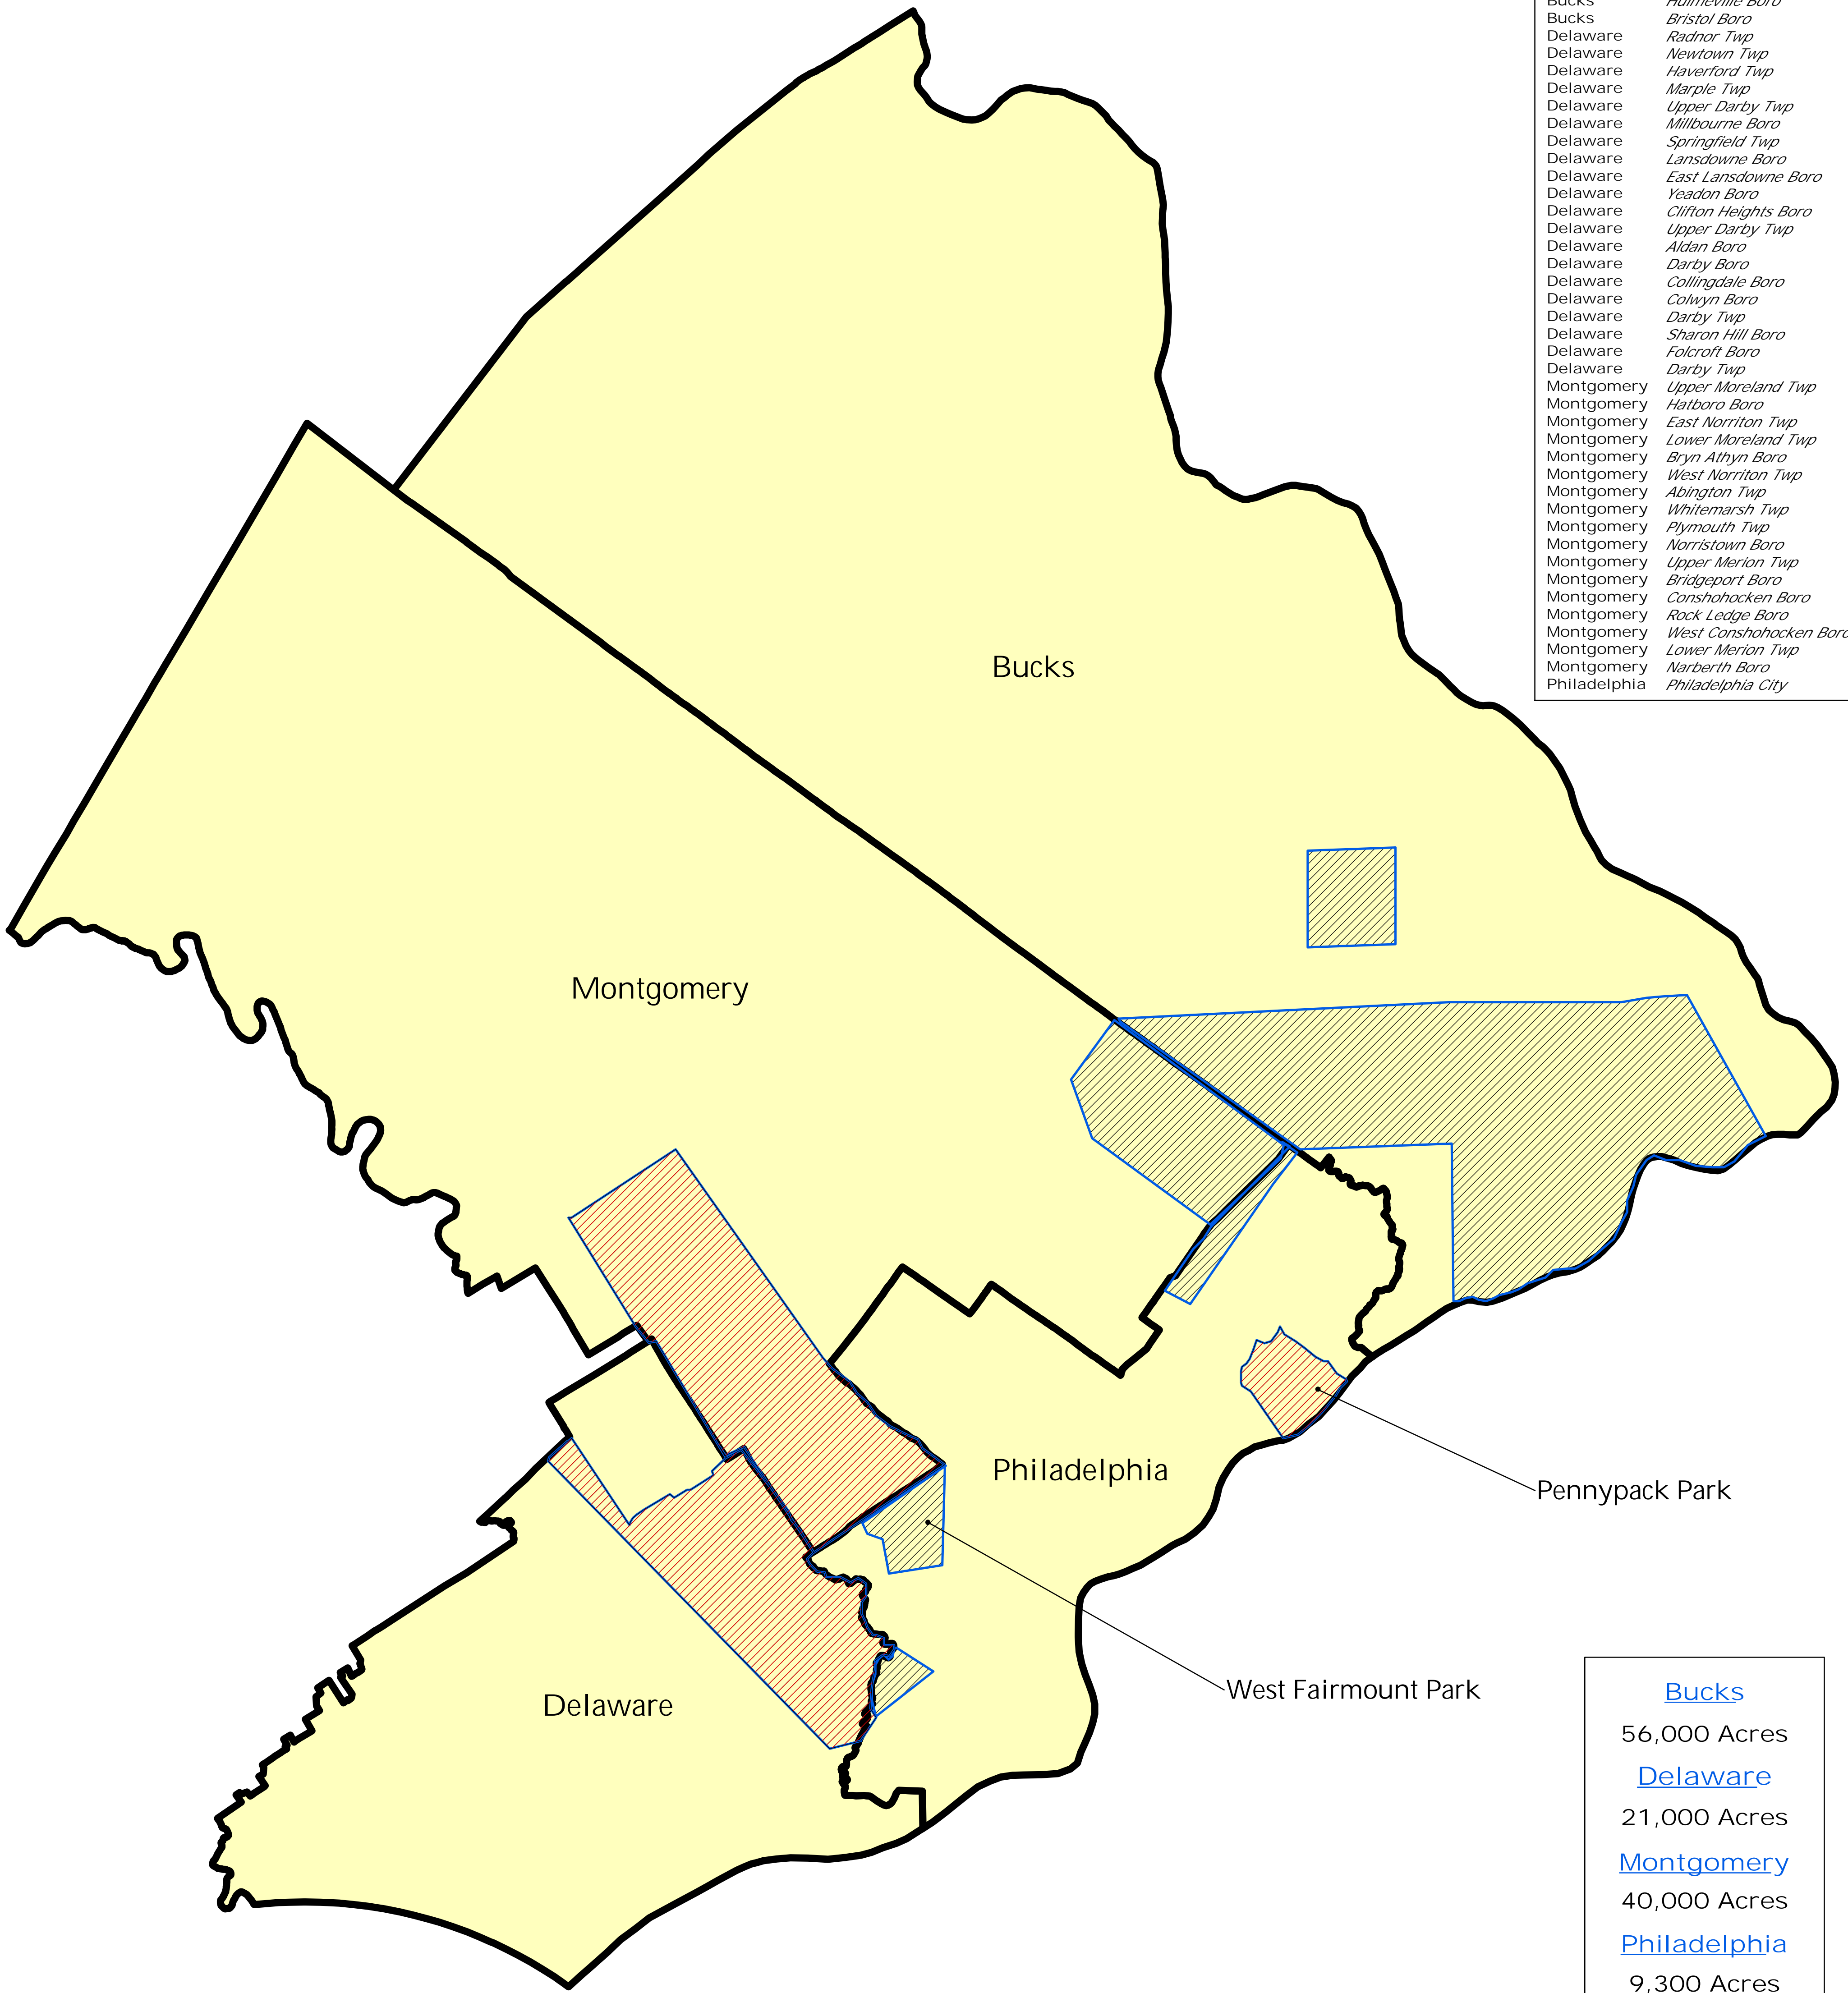 Bucks Hulmeville Boro
Bucks Bristol Boro
Delaware Radnor Twp
Delaware Newtown Twp
Delaware Haverford Twp
Delaware Marple Twp
Delaware Upper Darby Twp
Delaware Millbourne Boro
Delaware Springfield Twp
Delaware Lansdowne Boro
Delaware East Lansdowne Boro
Delaware Yeadon Boro
Delaware Clifton Heights Boro
Delaware Upper Darby Twp
Delaware Aldan Boro
Delaware Darby Boro
Delaware Collingdale Boro
Delaware Colwyn Boro
Delaware Darby Twp
Delaware Sharon Hill Boro
Delaware Folcroft Boro
Delaware Darby Twp
Montgomery Upper Moreland Twp
Montgomery Hatboro Boro
Montgomery East Norriton Twp
Montgomery Lower Moreland Twp
Montgomery Bryn Athyn Boro
Montgomery West Norriton Twp
Montgomery Abington Twp
Montgomery Whitemarsh Twp
Montgomery Plymouth Twp
Montgomery Norristown Boro
Montgomery Upper Merion Twp
Montgomery Bridgeport Boro
Montgomery Conshohocken Boro
Montgomery Rock Ledge Boro
Montgomery West Conshohocken Boro
Montgomery Lower Merion Twp
Montgomery Narberth Boro
Philadelphia Philadelphia City
Bucks
Montgomery
Philadelphia
Pennypack Park
West Fairmount Park
Delaware
Bucks
56,000 Acres
Delaware
21,000 Acres
Montgomery
40,000 Acres
Philadelphia
9,300 Acres